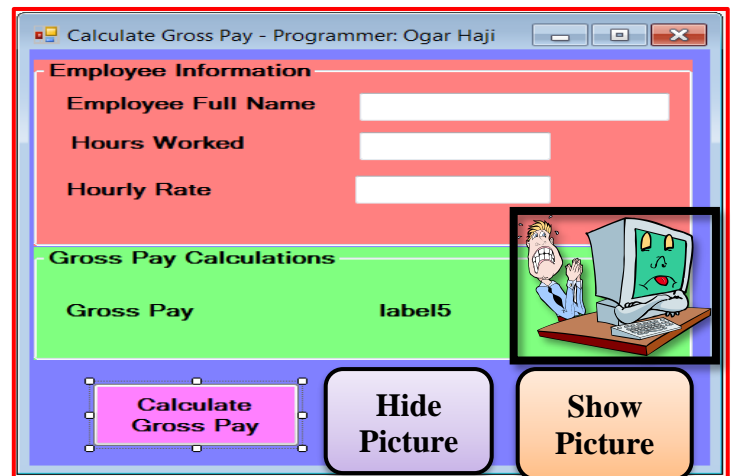 Calculate Gross Pay - Programmer: Ogar Haji
Employee Information
Employee Full Name
Hours Worked
Hourly Rate
Gross Pay Calculations
Gross Pay label5
Calculate
Gross Pay
Hide
Picture
Show
Picture